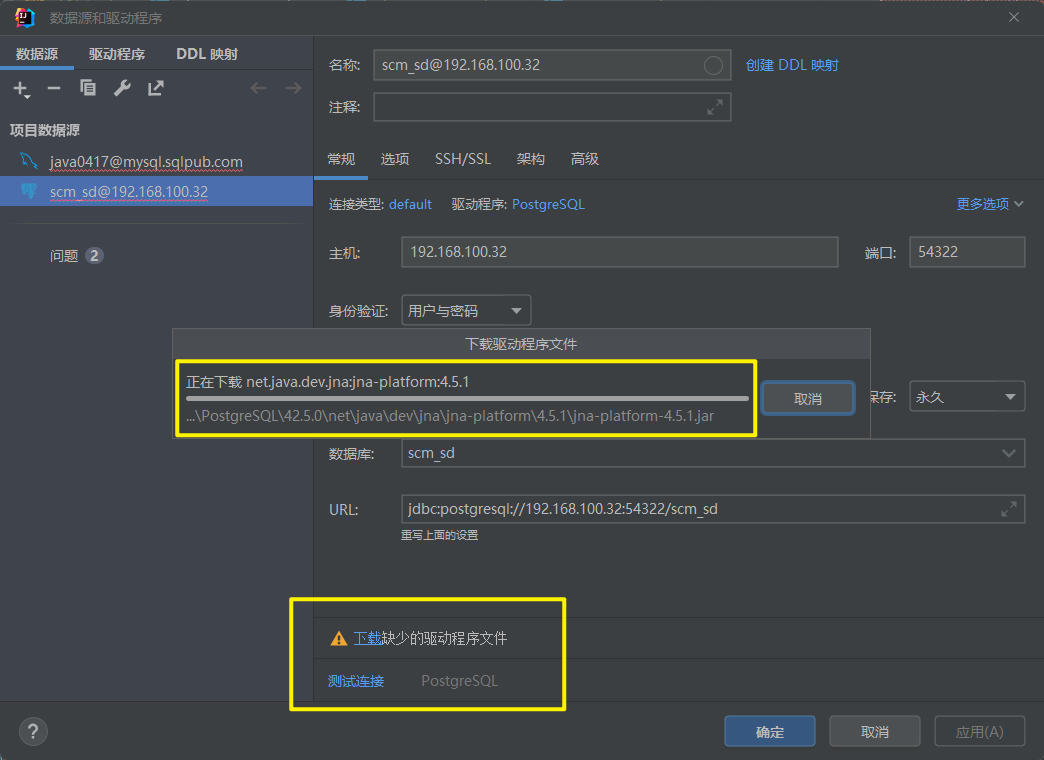 数据源和驱动程序
数据源 驱动程序 DDL 映射
项目数据源
java0417@mysql.sqlpub.com
scm_sd@192.168.100.32
问题 2
名称: scm_sd@192.168.100.32 创建 DDL 映射
注释:
常规 选项 SSH/SSL 架构 高级
连接类型: default 驱动程序: PostgreSQL 更多选项
主机: 192.168.100.32 端口: 54322
身份验证: 用户与密码
下载驱动程序文件
正在下载 net.java.dev.jna:jna-platform:4.5.1
...\PostgreSQL\42.5.0\net\java\dev\jna\jna-platform\4.5.1\jna-platform-4.5.1.jar
取消
保存: 永久
数据库: scm_sd
URL: jdbc:postgresql://192.168.100.32:54322/scm_sd
重写上面的设置
下载缺少的驱动程序文件
测试连接 PostgreSQL
? 确定 取消 应用(A)